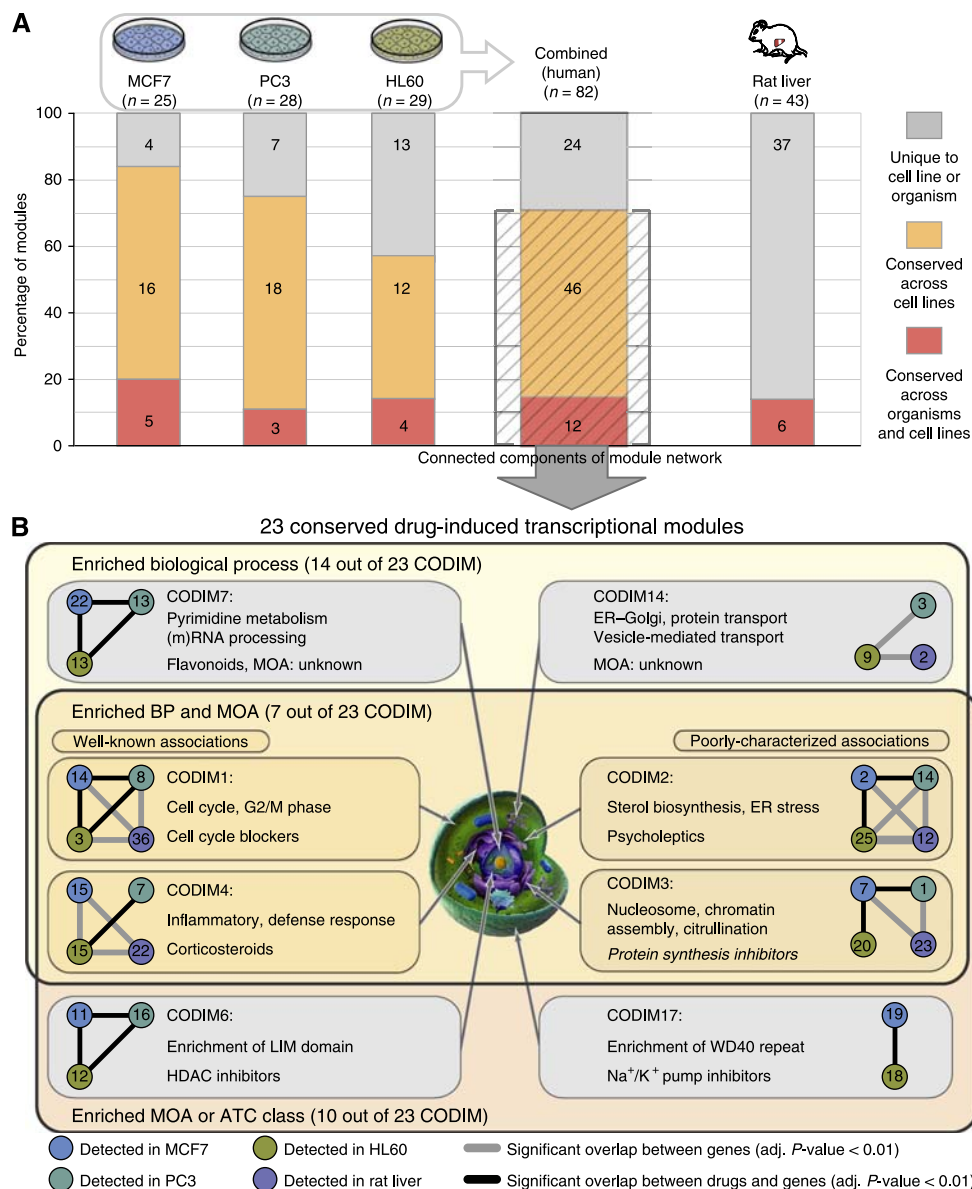 A
MCF7
(n = 25)
PC3
(n = 28)
HL60
(n = 29)
Combined
(human)
(n = 82)
Rat liver
(n = 43)
Percentage of modules
100
80
60
40
20
0
4
16
5
7
18
3
13
12
4
24
46
12
37
6
Unique to
cell line or
organism
Conserved
across
cell lines
Conserved
across
organisms
and cell lines
Connected components of module network
B
23 conserved drug-induced transcriptional modules
Enriched biological process (14 out of 23 CODIM)
22 13
13
CODIM7:
Pyrimidine metabolism
(m)RNA processing
Flavonoids, MOA: unknown
CODIM14:
ER–Golgi, protein transport
Vesicle-mediated transport
MOA: unknown
3
9 2
Enriched BP and MOA (7 out of 23 CODIM)
Well-known associations
Poorly-characterized associations
14 8
3 36
CODIM1:
Cell cycle, G2/M phase
Cell cycle blockers
CODIM2:
Sterol biosynthesis, ER stress
Psycholeptics
2 14
25 12
15 7
15 22
CODIM4:
Inflammatory, defense response
Corticosteroids
CODIM3:
Nucleosome, chromatin
assembly, citrullination
Protein synthesis inhibitors
7 1
20 23
11 16
12
CODIM6:
Enrichment of LIM domain
HDAC inhibitors
CODIM17:
Enrichment of WD40 repeat
Na+/K+ pump inhibitors
19
18
Enriched MOA or ATC class (10 out of 23 CODIM)
Detected in MCF7
Detected in HL60
Significant overlap between genes (adj. P-value < 0.01)
Detected in PC3
Detected in rat liver
Significant overlap between drugs and genes (adj. P-value < 0.01)